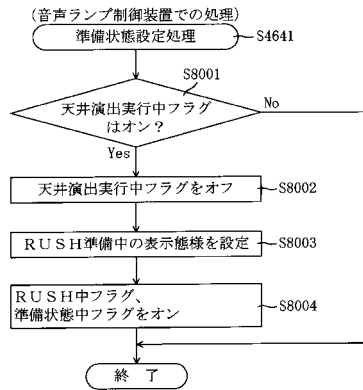 (音声ランプ制御装置での処理)
準備状態設定処理
S4641
S8001
天井演出実行中フラグ
はオン?
No
Yes
天井演出実行中フラグをオフ
S8002
RUSH準備中の表示態様を設定
S8003
RUSH中フラグ、
準備状態中フラグをオン
S8004
終 了